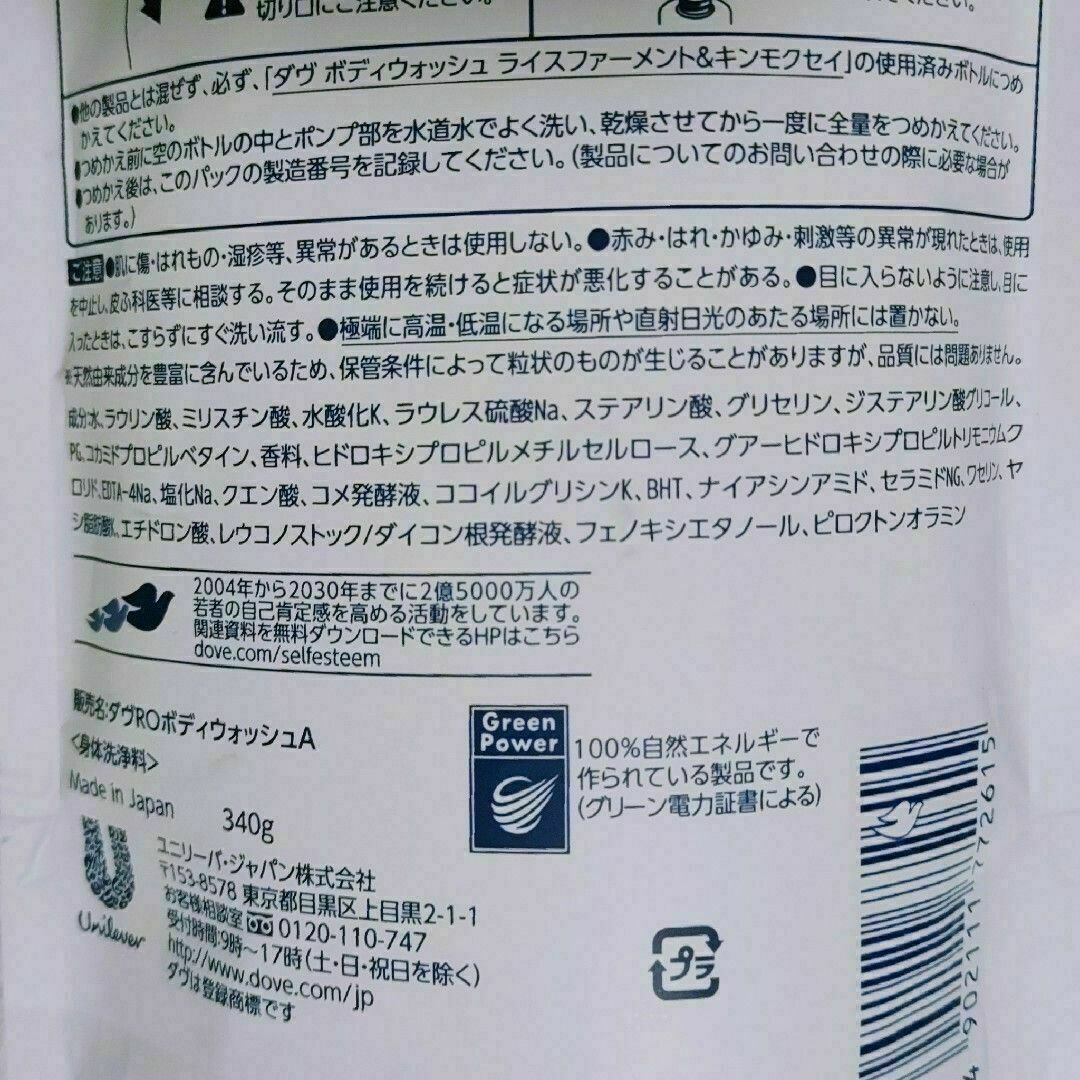 切り口にご注意ください。
●他の製品とは混ぜず、必ず、「ダヴ ボディウォッシュ ライスファーメント&キンモクセイ」の使用済みボトルにつめ
かえてください。
●つめかえ前に空のボトルの中とポンプ部を水道水でよく洗い、乾燥させてから一度に全量をつめかえてください。
●つめかえ後は、このパックの製造番号を記録してください。(製品についてのお問い合わせの際に必要な場合が
あります。)
ご注意 ●肌に傷・はれもの・湿疹等、異常があるときは使用しない。●赤み・はれ・かゆみ・刺激等の異常が現れたときは、使用
を中止し、皮ふ科医等に相談する。そのまま使用を続けると症状が悪化することがある。●目に入らないように注意し、目に
入ったときは、こすらずにすぐ洗い流す。●極端に高温・低温になる場所や直射日光のあたる場所には置かない。
※天然由来成分を豊富に含んでいるため、保管条件によって粒状のものが生じることがありますが、品質には問題ありません。
成分:水、ラウリン酸、ミリスチン酸、水酸化K、ラウレス硫酸Na、ステアリン酸、グリセリン、ジステアリン酸グリコール、
PG、コカミドプロピルベタイン、香料、ヒドロキシプロピルメチルセルロース、グアーヒドロキシプロピルトリモニウムク
ロリド、EDTA-4Na、塩化Na、クエン酸、コメ発酵液、ココイルグリシンK、BHT、ナイアシンアミド、セラミドNG、ワセリン、ヤ
シ脂肪酸K、エチドロン酸、レウコノストック/ダイコン根発酵液、フェノキシエタノール、ピロクトンオラミン
2004年から2030年までに2億5000万人の
若者の自己肯定感を高める活動をしています。
関連資料を無料ダウンロードできるHPはこちら
dove.com/selfesteem
販売名:ダヴROボディウォッシュA
<身体洗浄料>
Made in Japan 340g
Green
Power
100%自然エネルギーで
作られている製品です。
(グリーン電力証書による)
Unilever
ユニリーバ・ジャパン株式会社
〒153-8578 東京都目黒区上目黒2-1-1
お客様相談室 0120-110-747
受付時間:9時~17時(土・日・祝日を除く)
http://www.dove.com/jp
ダヴは登録商標です
プラ
4 902111 772615